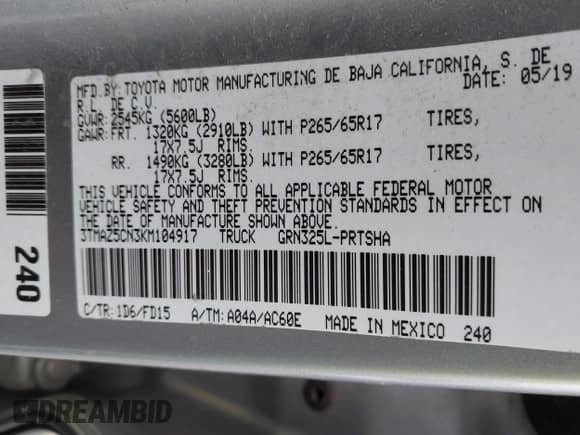 MFD.BY: TOYOTA MOTOR MANUFACTURING DE BAJA CALIFORNIA, S. DE
R.L. DE C.V. DATE: 05/19
GVWR: 2545KG (5600LB)
GAWR: FRT. 1320KG (2910LB) WITH P265/65R17 TIRES,
17X7.5J RIMS.
RR. 1490KG (3280LB) WITH P265/65R17 TIRES,
17X7.5J RIMS.
THIS VEHICLE CONFORMS TO ALL APPLICABLE FEDERAL MOTOR
VEHICLE SAFETY AND THEFT PREVENTION STANDARDS IN EFFECT ON
THE DATE OF MANUFACTURE SHOWN ABOVE.
3TMAZ5CN3KM104917 TRUCK GRN325L-PRTSHA
C/TR: 1D6/FD15 A/TM: A04A/AC60E MADE IN MEXICO 240
240
DREAMBID